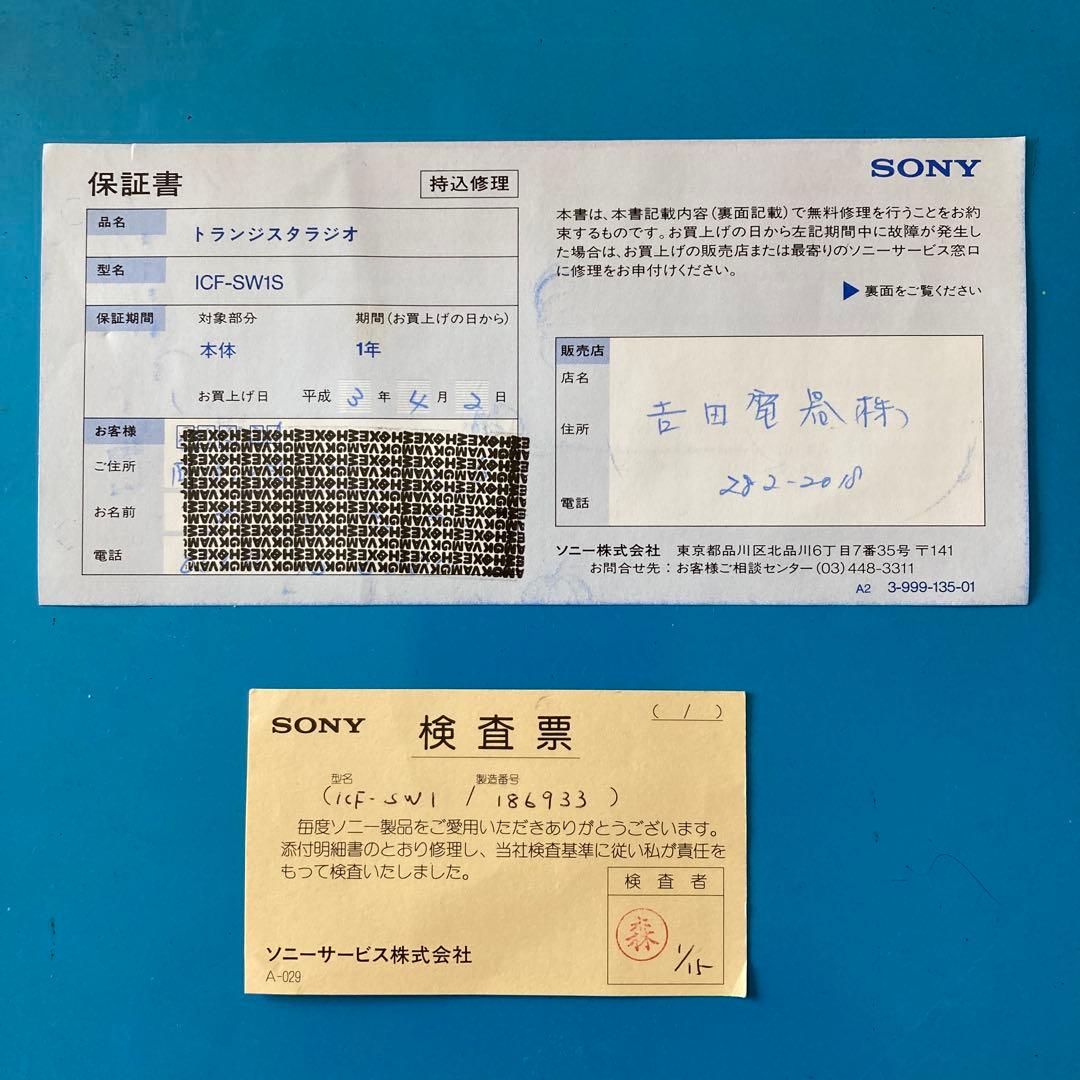 保証書
持込修理
SONY
品名
トランジスタラジオ
型名
ICF-SW1S
保証期間
対象部分
期間(お買上げの日から)
本体
1年
お買上げ日 平成 3 年 4 月 2 日
お客様
ご住所
お名前
電話
本書は、本書記載内容(裏面記載)で無料修理を行うことをお約
束するものです。お買上げの日から左記期間中に故障が発生し
た場合は、お買上げの販売店または最寄りのソニーサービス窓口
に修理をお申付けください。
▶裏面をご覧ください
販売店
店名
住所
吉田電器(株)
電話
282-2018
ソニー株式会社 東京都品川区北品川6丁目7番35号 〒141
お問合せ先:お客様ご相談センター(03)448-3311
A2 3-999-135-01
SONY
検査票
( / )
型名 製造番号
(ICF-SW1 / 186933)
毎度ソニー製品をご愛用いただきありがとうございます。
添付明細書のとおり修理し、当社検査基準に従い私が責任を
もって検査いたしました。
検査者
森
1/15
ソニーサービス株式会社
A-029